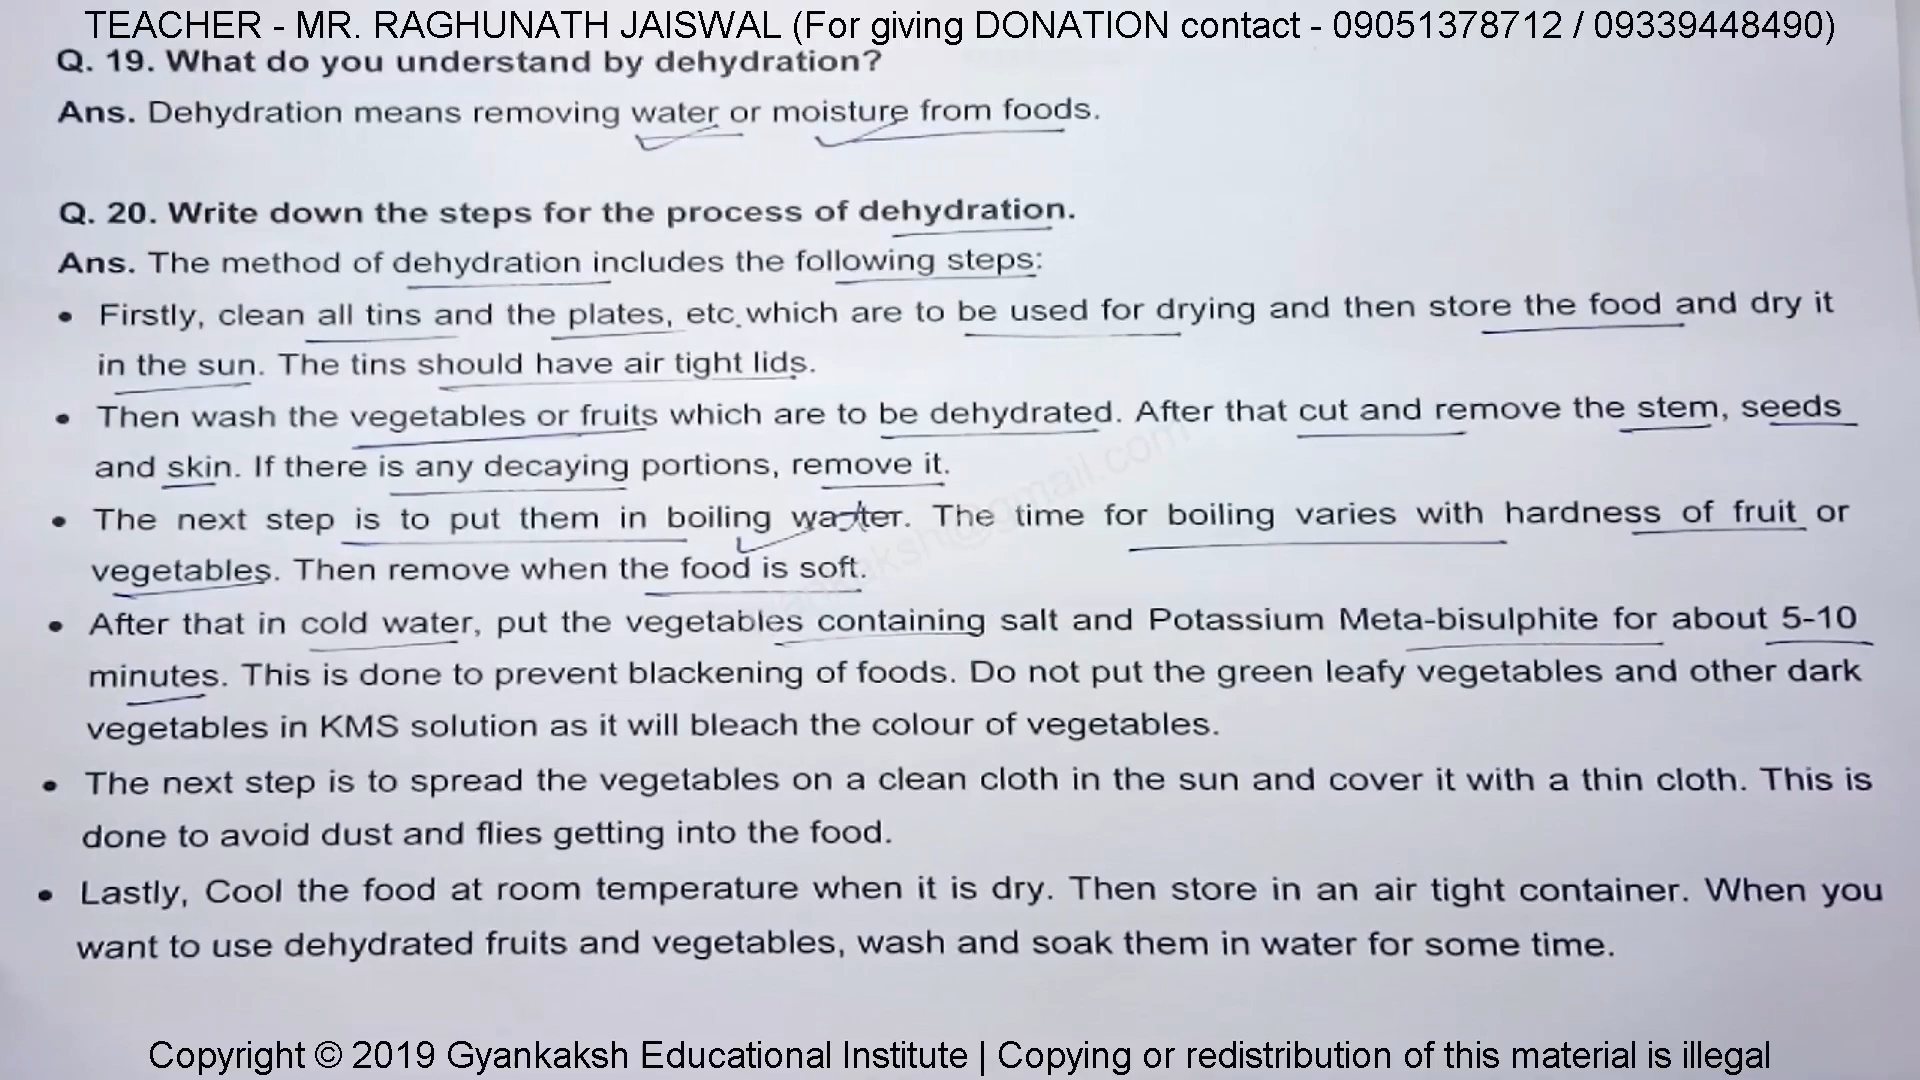 TEACHER - MR. RAGHUNATH JAISWAL (For giving DONATION contact - 09051378712 / 09339448490)
Q. 19. What do you understand by dehydration?
Ans. Dehydration means removing water or moisture from foods.
Q. 20. Write down the steps for the process of dehydration.
Ans. The method of dehydration includes the following steps:
• Firstly, clean all tins and the plates, etc. which are to be used for drying and then store the food and dry it
in the sun. The tins should have air tight lids.
• Then wash the vegetables or fruits which are to be dehydrated. After that cut and remove the stem, seeds
and skin. If there is any decaying portions, remove it.
• The next step is to put them in boiling water. The time for boiling varies with hardness of fruit or
vegetables. Then remove when the food is soft.
• After that in cold water, put the vegetables containing salt and Potassium Meta-bisulphite for about 5-10
minutes. This is done to prevent blackening of foods. Do not put the green leafy vegetables and other dark
vegetables in KMS solution as it will bleach the colour of vegetables.
• The next step is to spread the vegetables on a clean cloth in the sun and cover it with a thin cloth. This is
done to avoid dust and flies getting into the food.
• Lastly, Cool the food at room temperature when it is dry. Then store in an air tight container. When you
want to use dehydrated fruits and vegetables, wash and soak them in water for some time.
Copyright © 2019 Gyankaksh Educational Institute | Copying or redistribution of this material is illegal